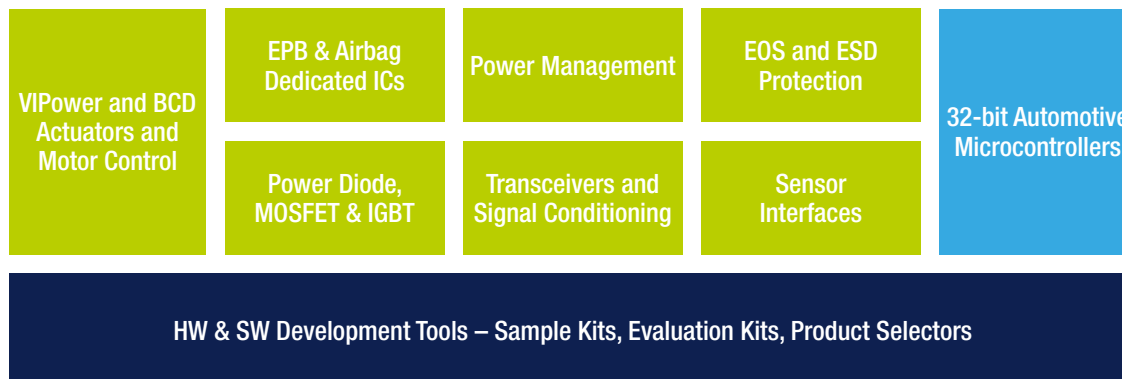 VIPower and BCD
Actuators and
Motor Control
EPB & Airbag
Dedicated ICs
Power Management
EOS and ESD
Protection
Power Diode,
MOSFET & IGBT
Transceivers and
Signal Conditioning
Sensor
Interfaces
32-bit Automotive
Microcontrollers
HW & SW Development Tools – Sample Kits, Evaluation Kits, Product Selectors